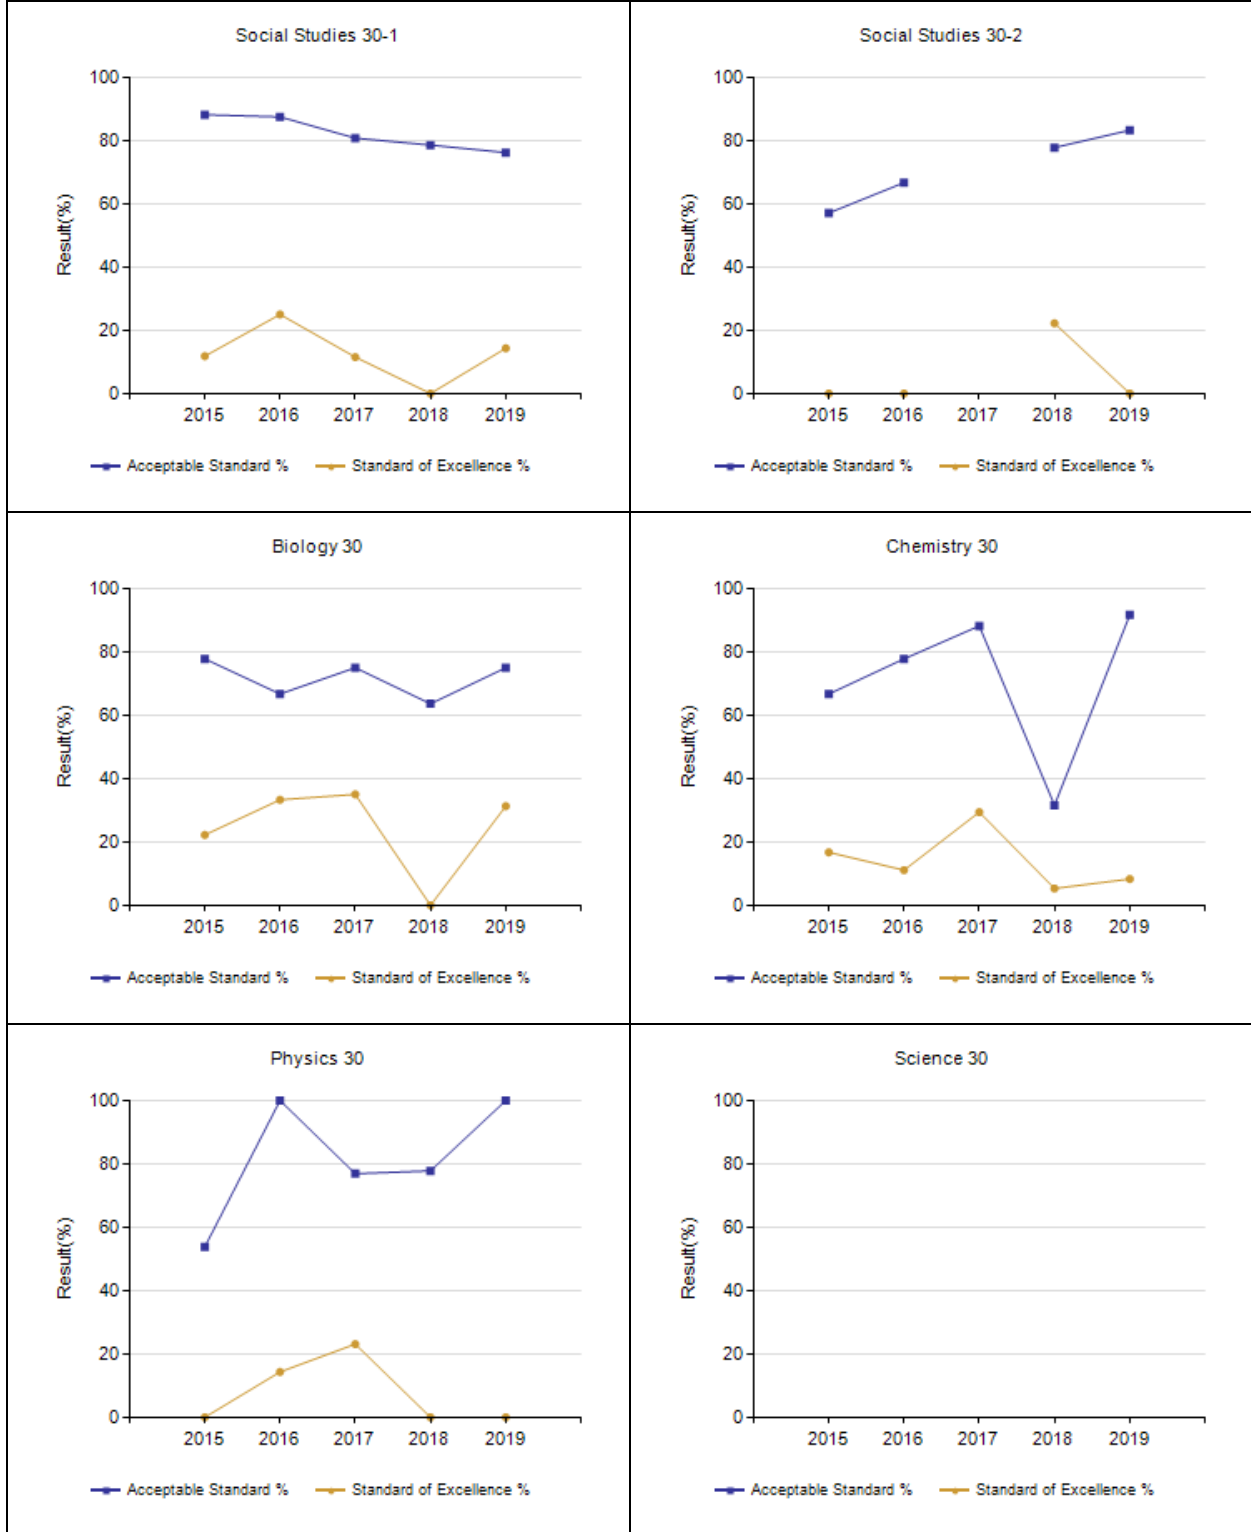 Social Studies 30-1
100
80
60
40
20
0
Result(%)
2015 2016 2017 2018 2019
Acceptable Standard % Standard of Excellence %
Social Studies 30-2
100
80
60
40
20
0
Result(%)
2015 2016 2017 2018 2019
Acceptable Standard % Standard of Excellence %
Biology 30
100
80
60
40
20
0
Result(%)
2015 2016 2017 2018 2019
Acceptable Standard % Standard of Excellence %
Chemistry 30
100
80
60
40
20
0
Result(%)
2015 2016 2017 2018 2019
Acceptable Standard % Standard of Excellence %
Physics 30
100
80
60
40
20
0
Result(%)
2015 2016 2017 2018 2019
Acceptable Standard % Standard of Excellence %
Science 30
100
80
60
40
20
0
Result(%)
2015 2016 2017 2018 2019
Acceptable Standard % Standard of Excellence %